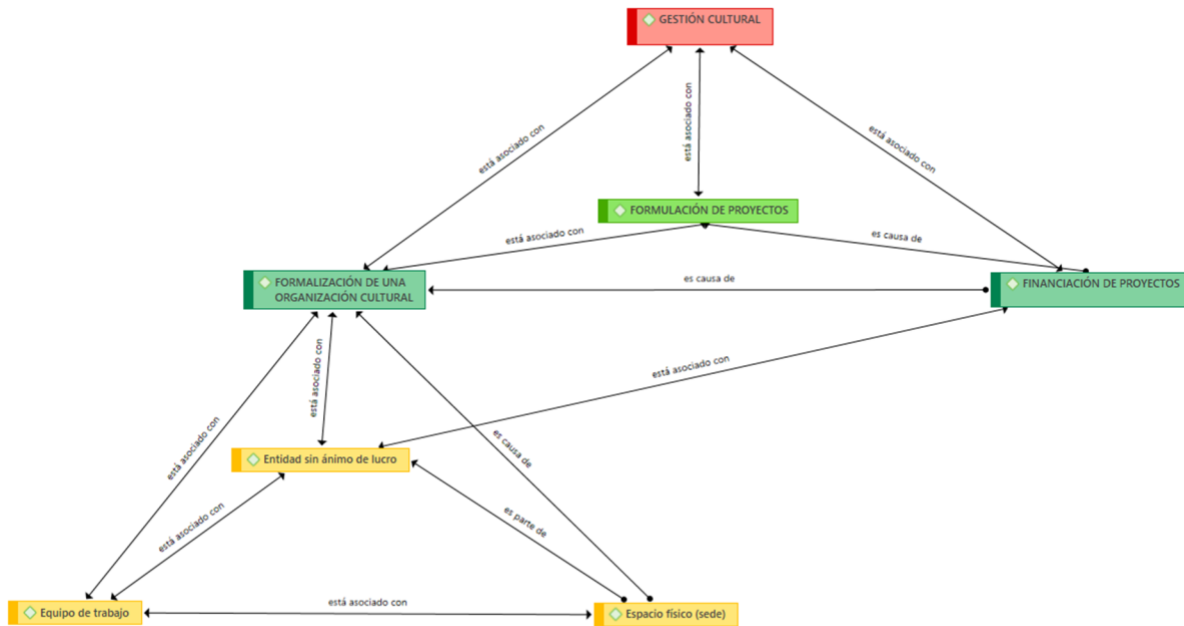 GESTIÓN CULTURAL
está asociado con
está asociado con
está asociado con
FORMULACIÓN DE PROYECTOS
está asociado con
es causa de
FORMALIZACIÓN DE UNA
ORGANIZACIÓN CULTURAL
es causa de
FINANCIACIÓN DE PROYECTOS
está asociado con
está asociado con
está asociado con
es causa de
Entidad sin ánimo de lucro
está asociado con
es parte de
Equipo de trabajo
está asociado con
Espacio físico (sede)